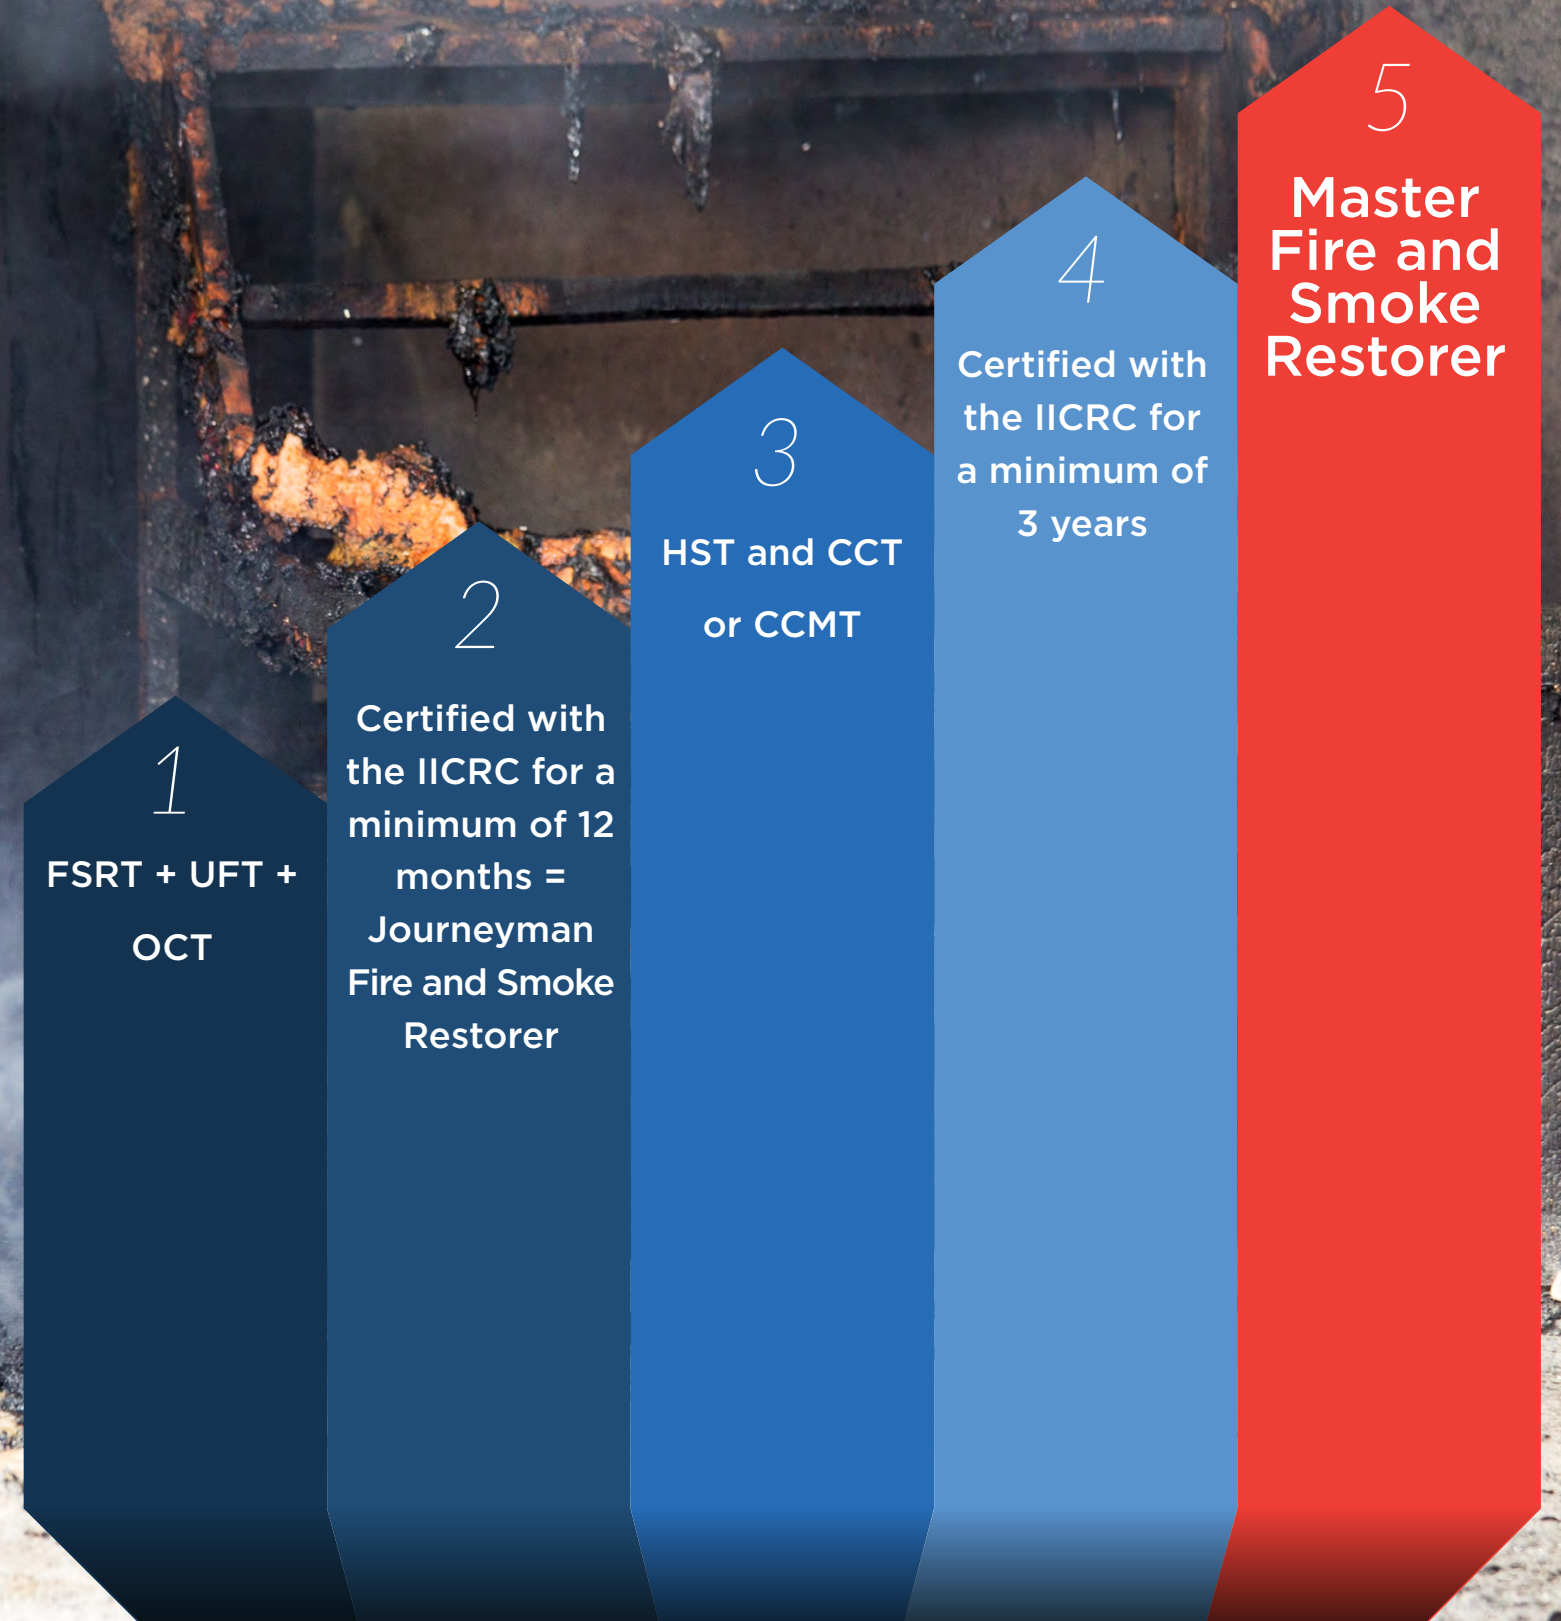 1
FSRT + UFT +
OCT
2
Certified with
the IICRC for a
minimum of 12
months =
Journeyman
Fire and Smoke
Restorer
3
HST and CCT
or CCMT
4
Certified with
the IICRC for
a minimum of
3 years
5
Master
Fire and
Smoke
Restorer